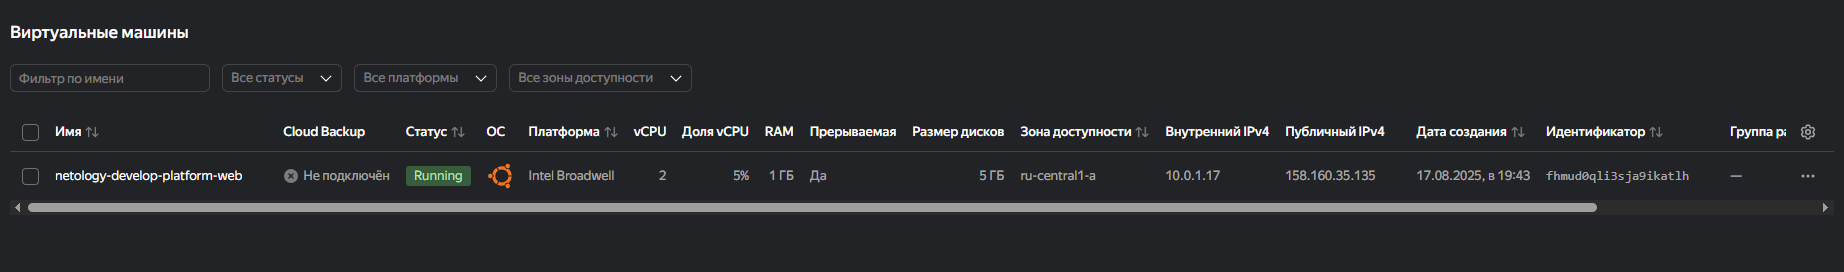 Виртуальные машины
Фильтр по имени Все статусы Все платформы Все зоны доступности
Имя Cloud Backup Статус ОС Платформа vCPU Доля vCPU RAM Прерываемая Размер дисков Зона доступности Внутренний IPv4 Публичный IPv4 Дата создания Идентификатор Группа ра
netology-develop-platform-web Не подключён Running Intel Broadwell 2 5% 1 ГБ Да 5 ГБ ru-central1-a 10.0.1.17 158.160.35.135 17.08.2025, в 19:43 fhmud0qli3sja9ikatlh —